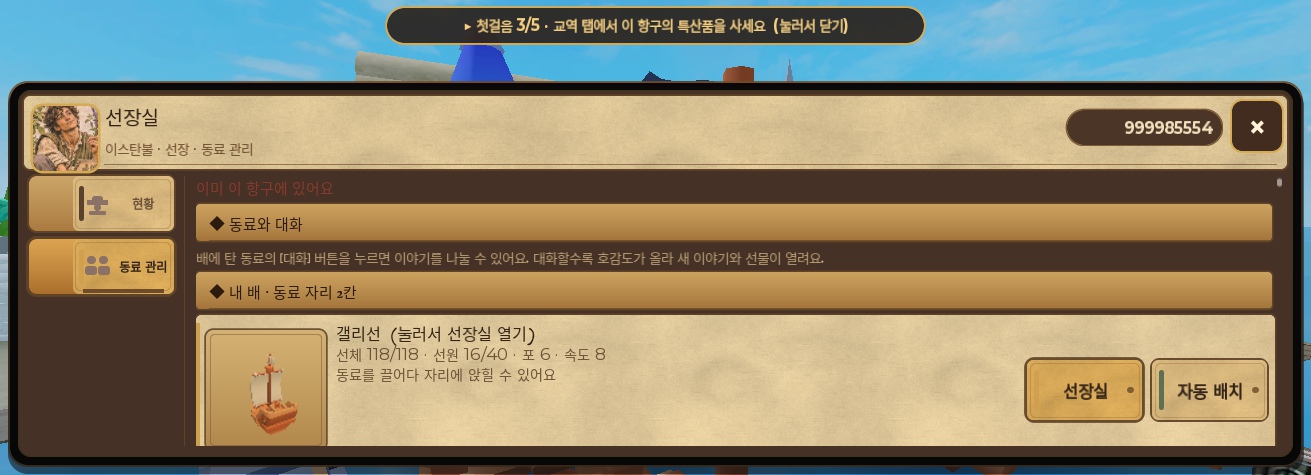 ▸ 첫걸음 3/5 · 교역 탭에서 이 항구의 특산품을 사세요 (눌러서 닫기)
선장실
이스탄불 · 선장 · 동료 관리
999985554
×
현황
동료 관리
이미 이 항구에 있어요
◆ 동료와 대화
배에 탄 동료의 [대화] 버튼을 누르면 이야기를 나눌 수 있어요. 대화할수록 호감도가 올라 새 이야기와 선물이 열려요.
◆ 내 배 · 동료 자리 2칸
갤리선 (눌러서 선장실 열기)
선체 118/118 · 선원 16/40 · 포 6 · 속도 8
동료를 끌어다 자리에 앉힐 수 있어요
선장실
자동 배치